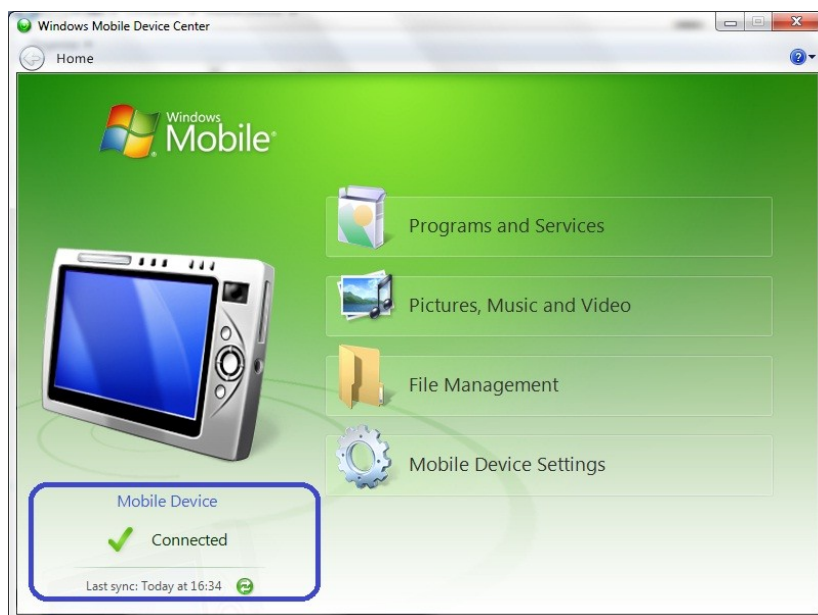 Windows Mobile Device Center
Home
Windows
Mobile
Programs and Services
Pictures, Music and Video
File Management
Mobile Device Settings
Mobile Device
Connected
Last sync: Today at 16:34